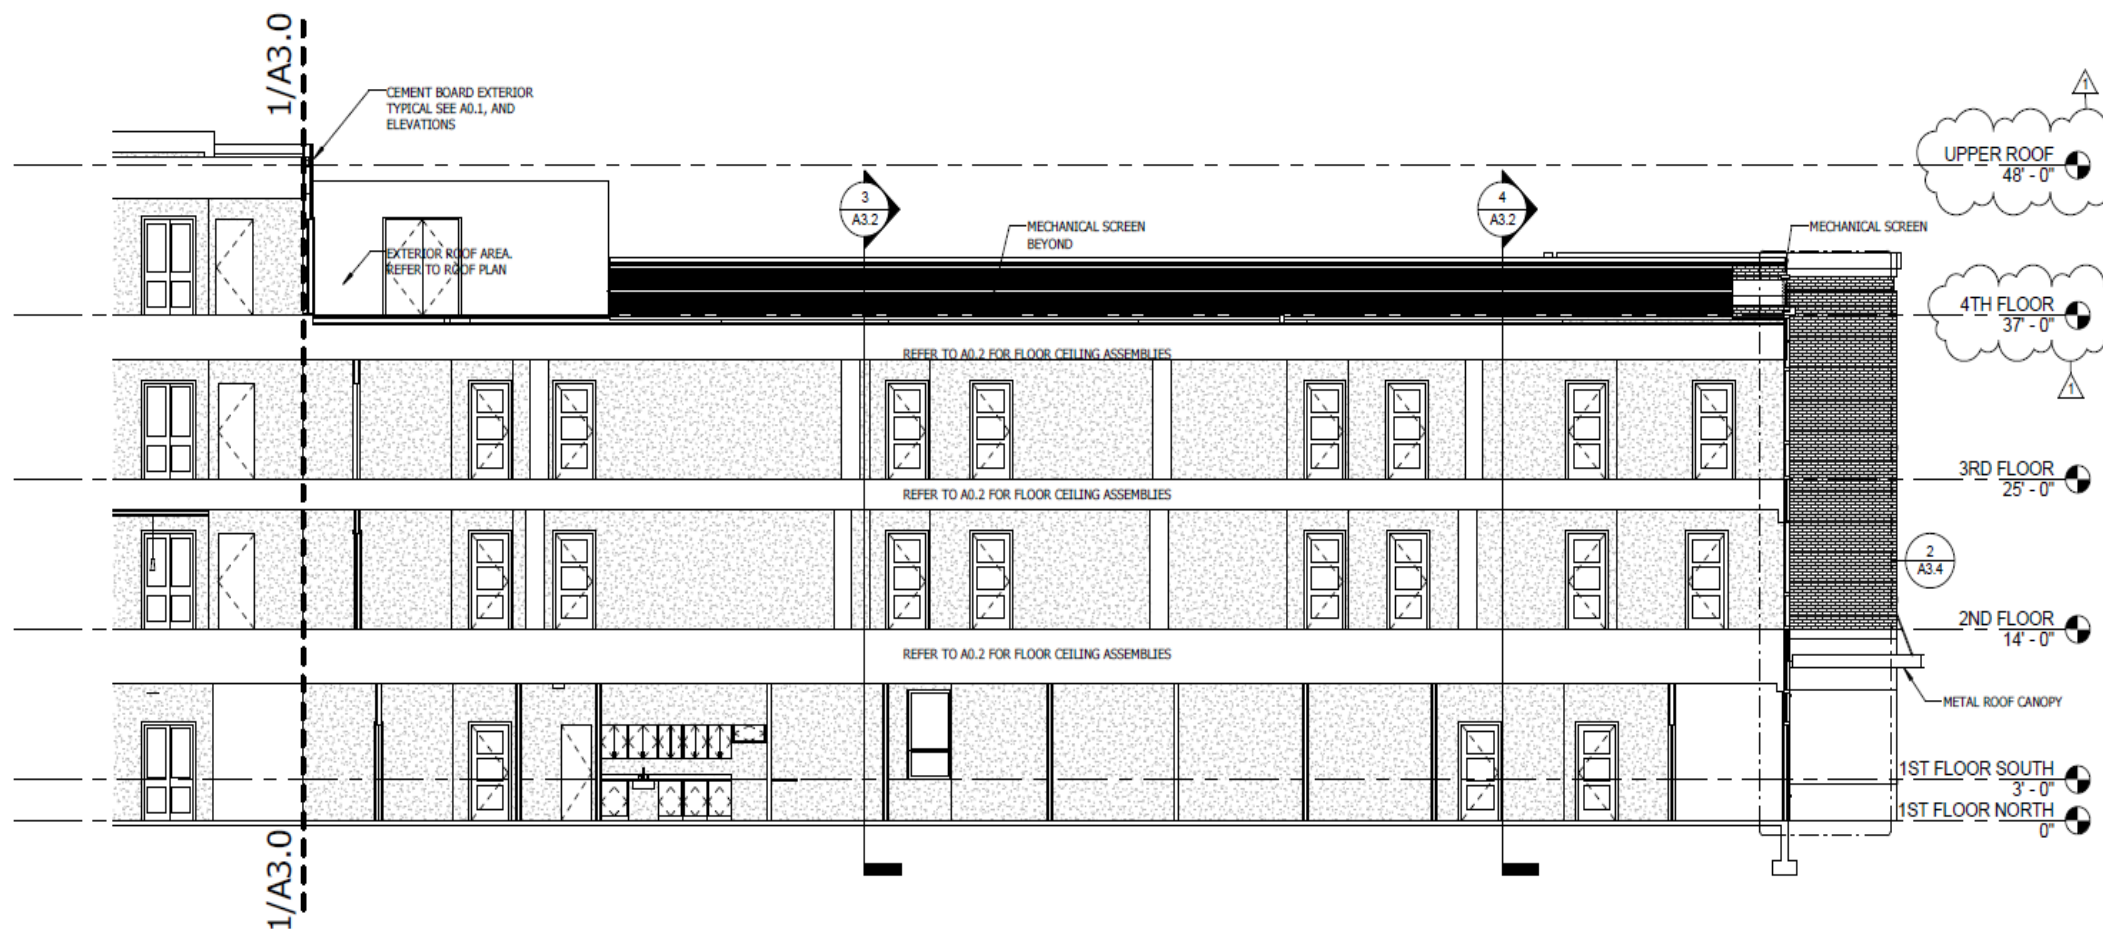 1/A3.0
CEMENT BOARD EXTERIOR
TYPICAL SEE A0.1, AND
ELEVATIONS
1
UPPER ROOF
48' - 0"
3
A3.2
4
A3.2
MECHANICAL SCREEN
BEYOND
MECHANICAL SCREEN
EXTERIOR ROOF AREA.
REFER TO ROOF PLAN
4TH FLOOR
37' - 0"
1
REFER TO A0.2 FOR FLOOR CEILING ASSEMBLIES
3RD FLOOR
25' - 0"
REFER TO A0.2 FOR FLOOR CEILING ASSEMBLIES
2
A3.4
2ND FLOOR
14' - 0"
REFER TO A0.2 FOR FLOOR CEILING ASSEMBLIES
METAL ROOF CANOPY
1ST FLOOR SOUTH
3' - 0"
1ST FLOOR NORTH
0"
1/A3.0